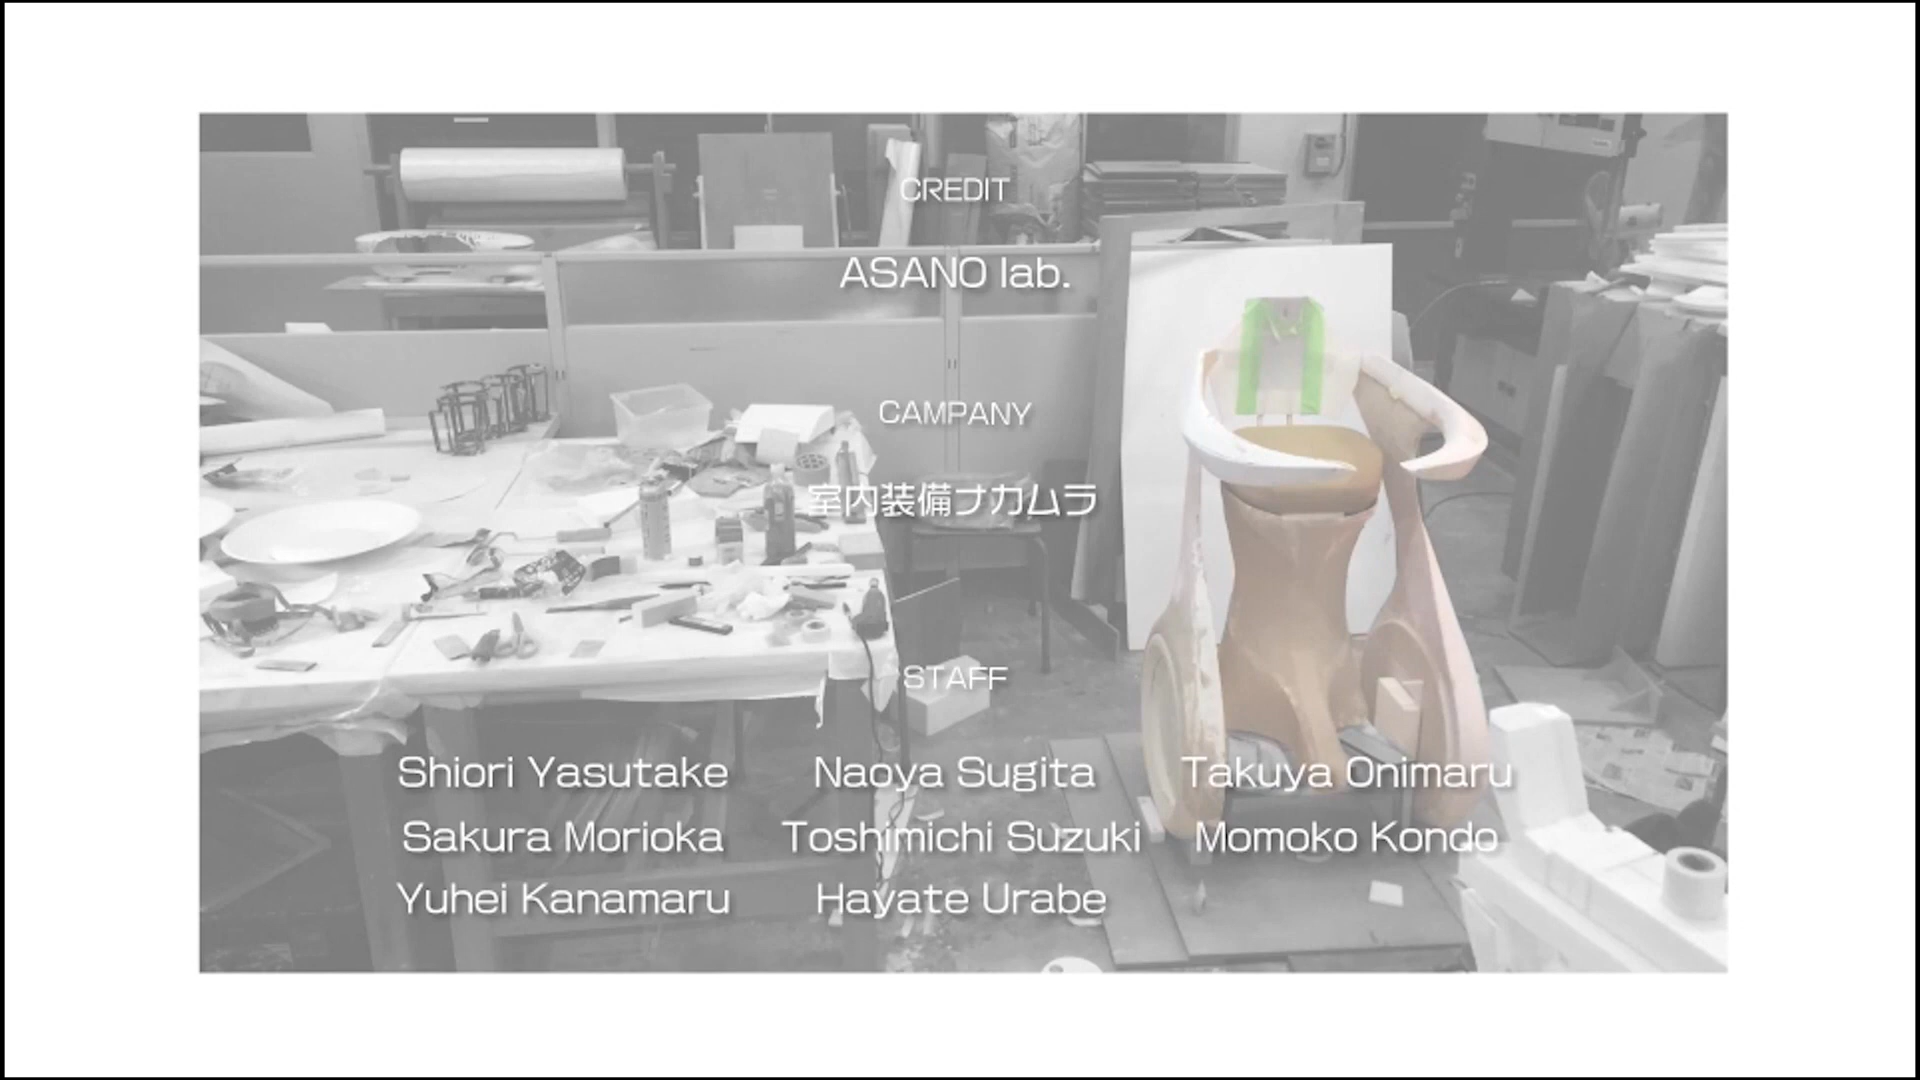 CREDIT
ASANO lab.
CAMPANY
室内装備ナカムラ
STAFF
Shiori Yasutake Naoya Sugita Takuya Onimaru
Sakura Morioka Toshimichi Suzuki Momoko Kondo
Yuhei Kanamaru Hayate Urabe